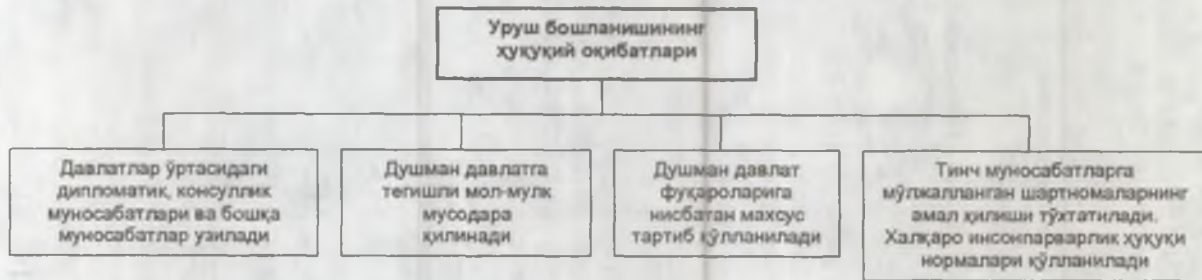 Уруш бошланишининг
ҳуқуқий оқибатлари
Давлатлар ўртасидаги
дипломатик, консуллик
муносабатлари ва бошқа
муносабатлар узилади
Душман давлатга
тегишли мол-мулк
мусодара
қилинади
Душман давлат
фуқароларига
нисбатан махсус
тартиб қўлланилади
Тинч муносабатларга
мўлжалланган шартномаларнинг
амал қилиши тўхтатилади.
Халқаро инсонпарварлик ҳуқуқи
нормалари қўлланилади